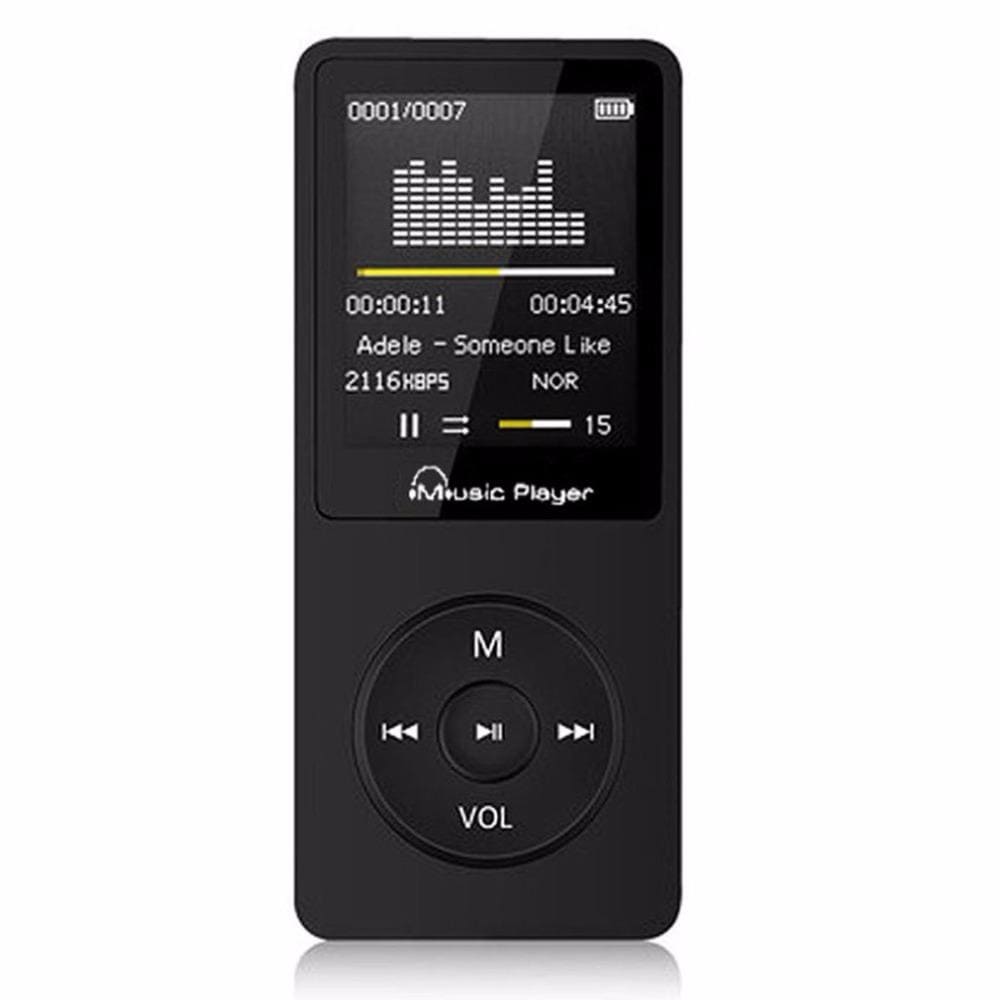 0001/0007
00:00:11 00:04:45
Adele - Someone Like
2116KBPS NOR
15
Music Player
M
VOL